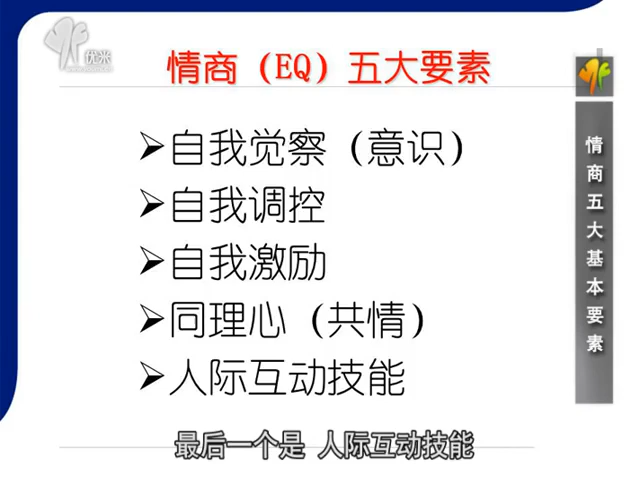 优米
情商（EQ）五大要素
➢自我觉察（意识）
➢自我调控
➢自我激励
➢同理心（共情）
➢人际互动技能
情商五大基本要素
最后一个是 人际互动技能